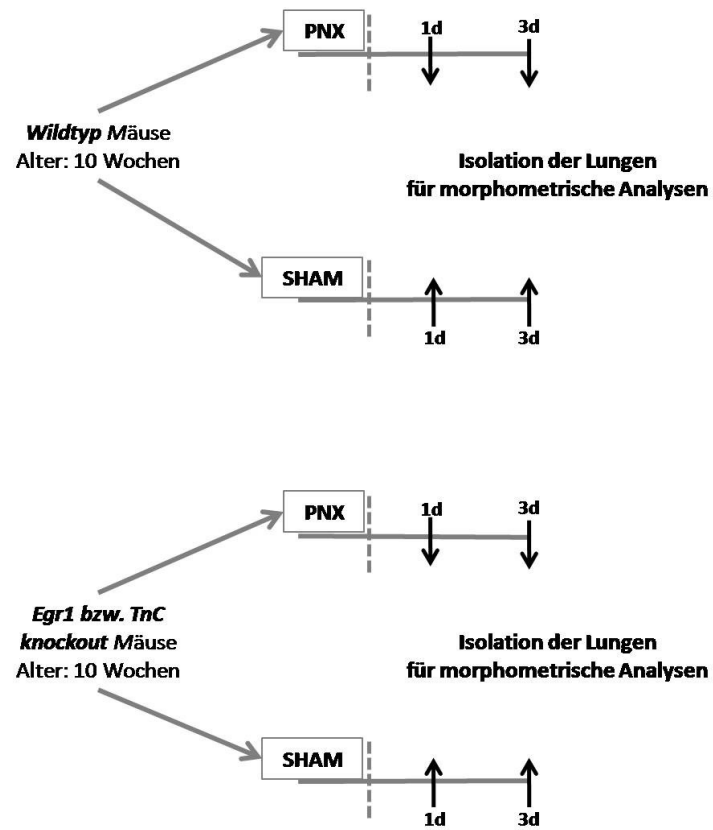 PNX
1d
3d
Wildtyp Mäuse
Alter: 10 Wochen
Isolation der Lungen
für morphometrische Analysen
SHAM
1d
3d
PNX
1d
3d
Egr1 bzw. TnC
knockout Mäuse
Alter: 10 Wochen
Isolation der Lungen
für morphometrische Analysen
SHAM
1d
3d